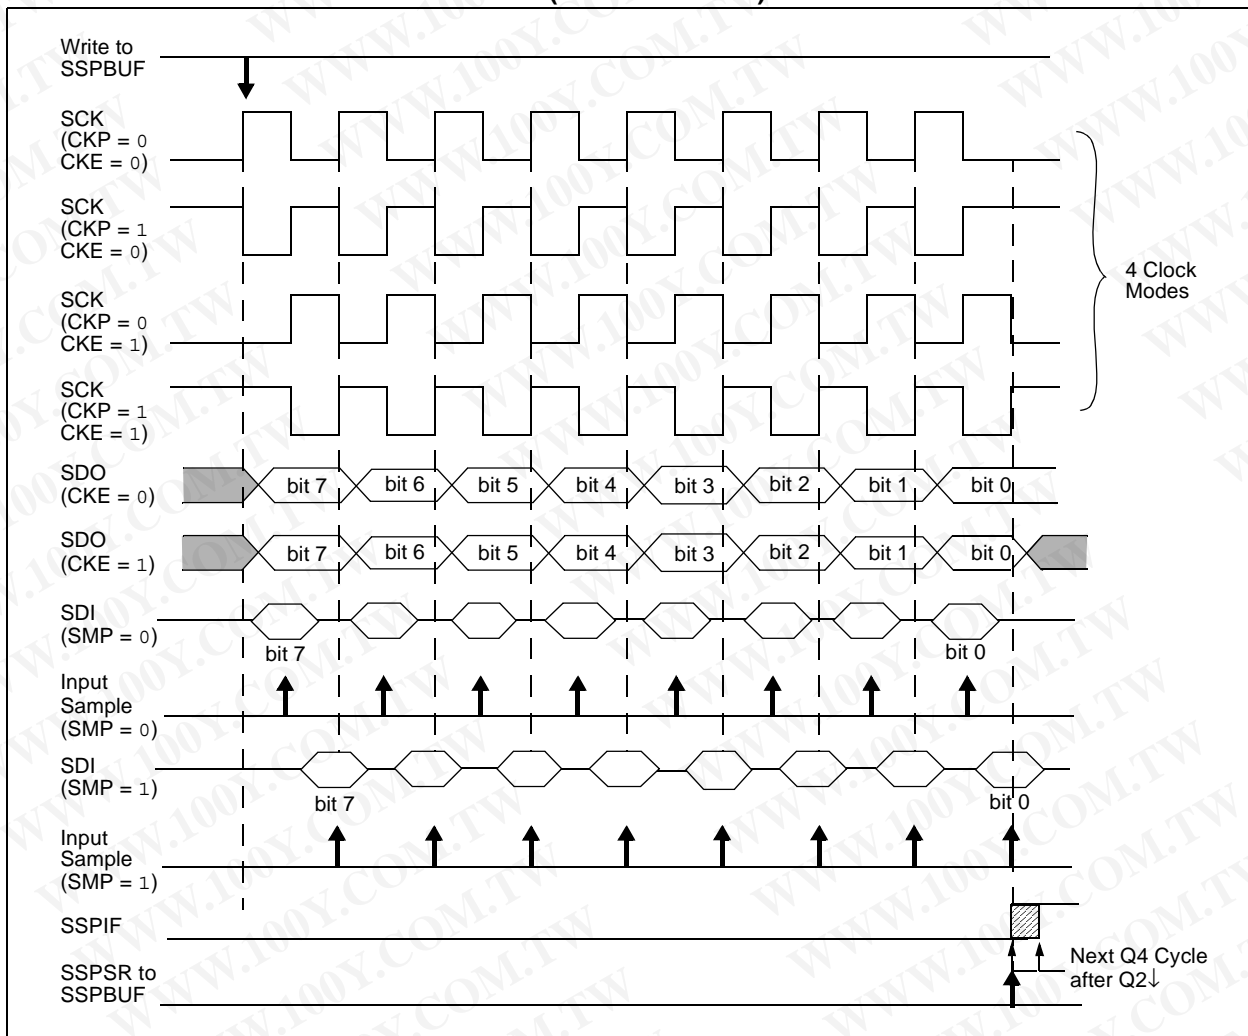 Write to
SSPBUF
SCK
(CKP = 0
CKE = 0)
SCK
(CKP = 1
CKE = 0)
SCK
(CKP = 0
CKE = 1)
SCK
(CKP = 1
CKE = 1)
4 Clock
Modes
SDO
(CKE = 0)
bit 7 bit 6 bit 5 bit 4 bit 3 bit 2 bit 1 bit 0
SDO
(CKE = 1)
bit 7 bit 6 bit 5 bit 4 bit 3 bit 2 bit 1 bit 0
SDI
(SMP = 0)
bit 7 bit 0
Input
Sample
(SMP = 0)
SDI
(SMP = 1)
bit 7 bit 0
Input
Sample
(SMP = 1)
SSPIF
Next Q4 Cycle
after Q2↓
SSPSR to
SSPBUF
WWW.100Y.COM.TW